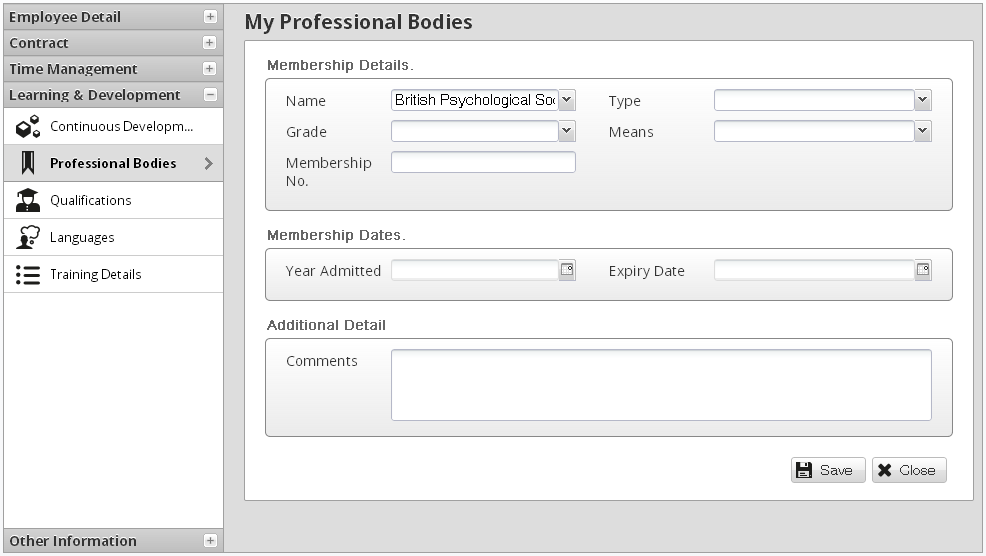 Employee Detail
Contract
Time Management
Learning & Development
Continuous Developm...
Professional Bodies
Qualifications
Languages
Training Details
Other Information
My Professional Bodies
Membership Details.
Name British Psychological Soc Type
Grade Means
Membership
No.
Membership Dates.
Year Admitted Expiry Date
Additional Detail
Comments
Save Close